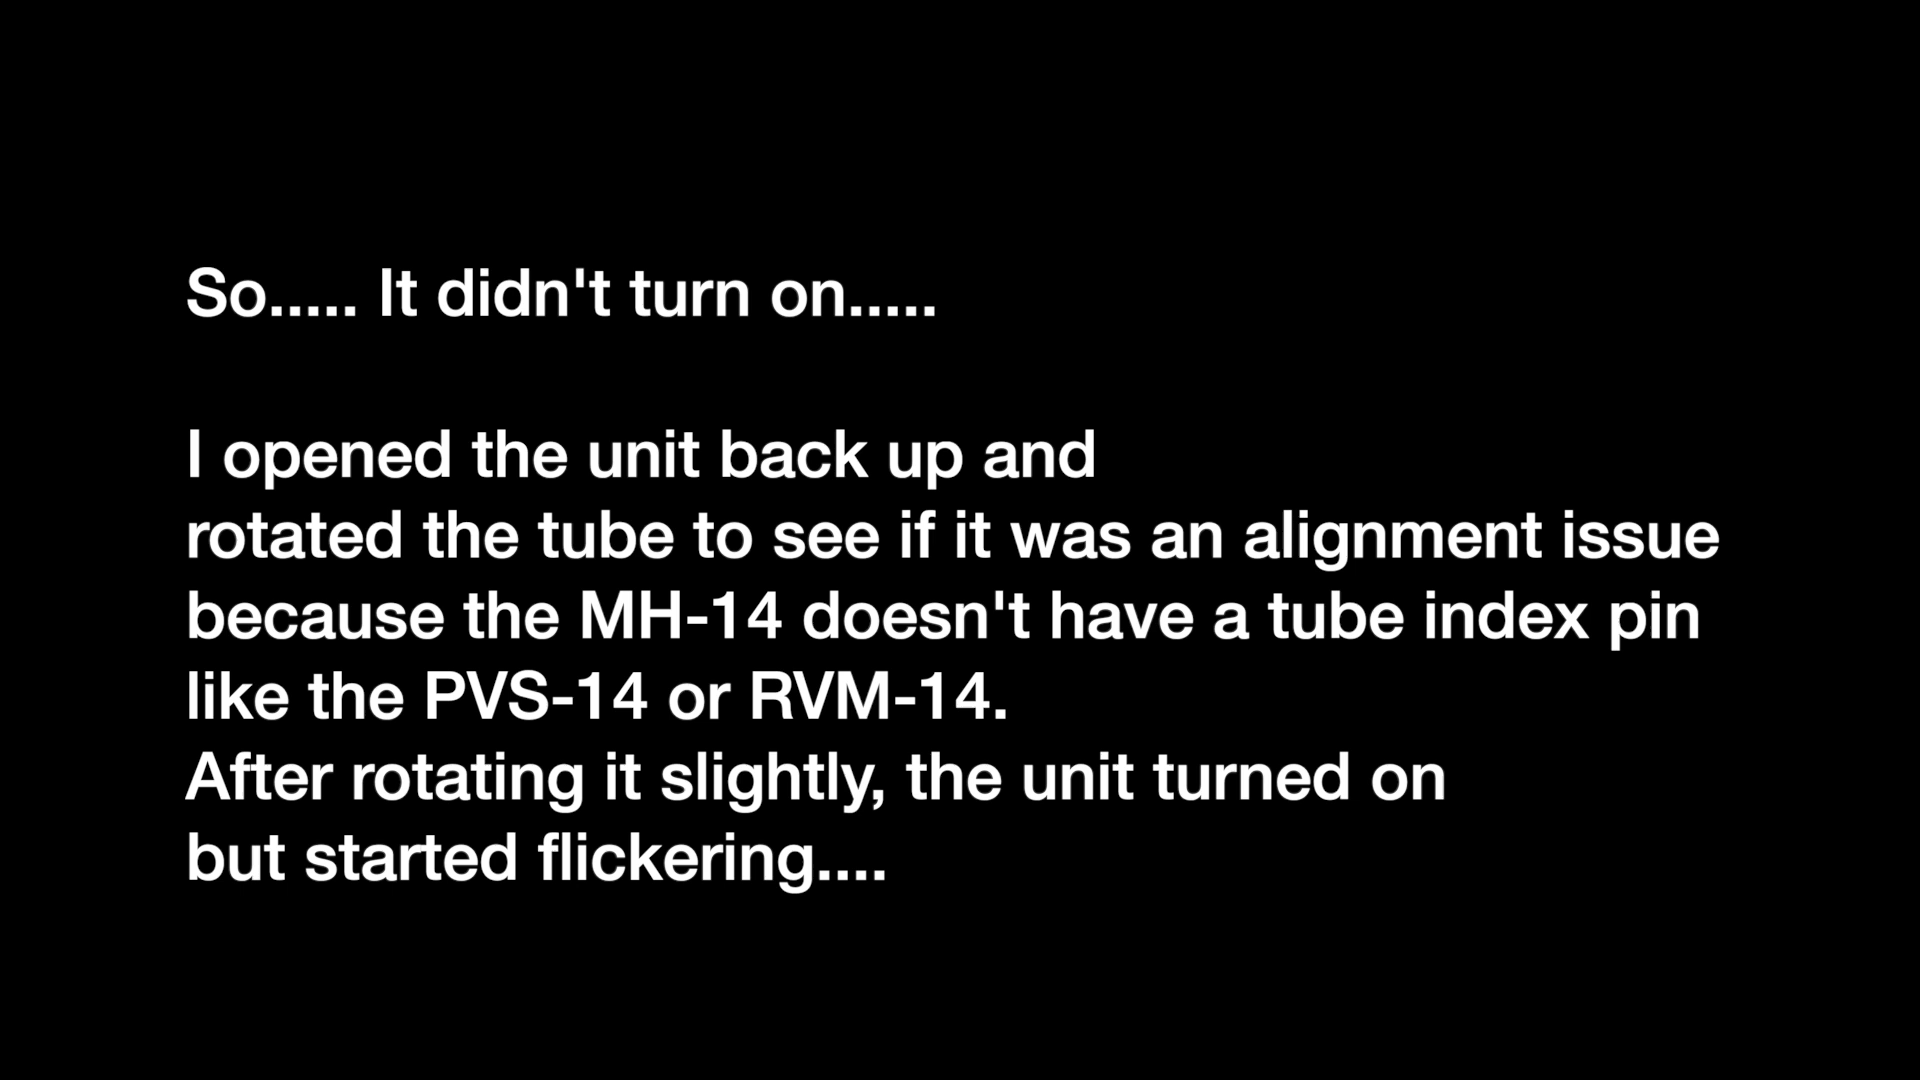 So..... It didn't turn on.....
I opened the unit back up and
rotated the tube to see if it was an alignment issue
because the MH-14 doesn't have a tube index pin
like the PVS-14 or RVM-14.
After rotating it slightly, the unit turned on
but started flickering....